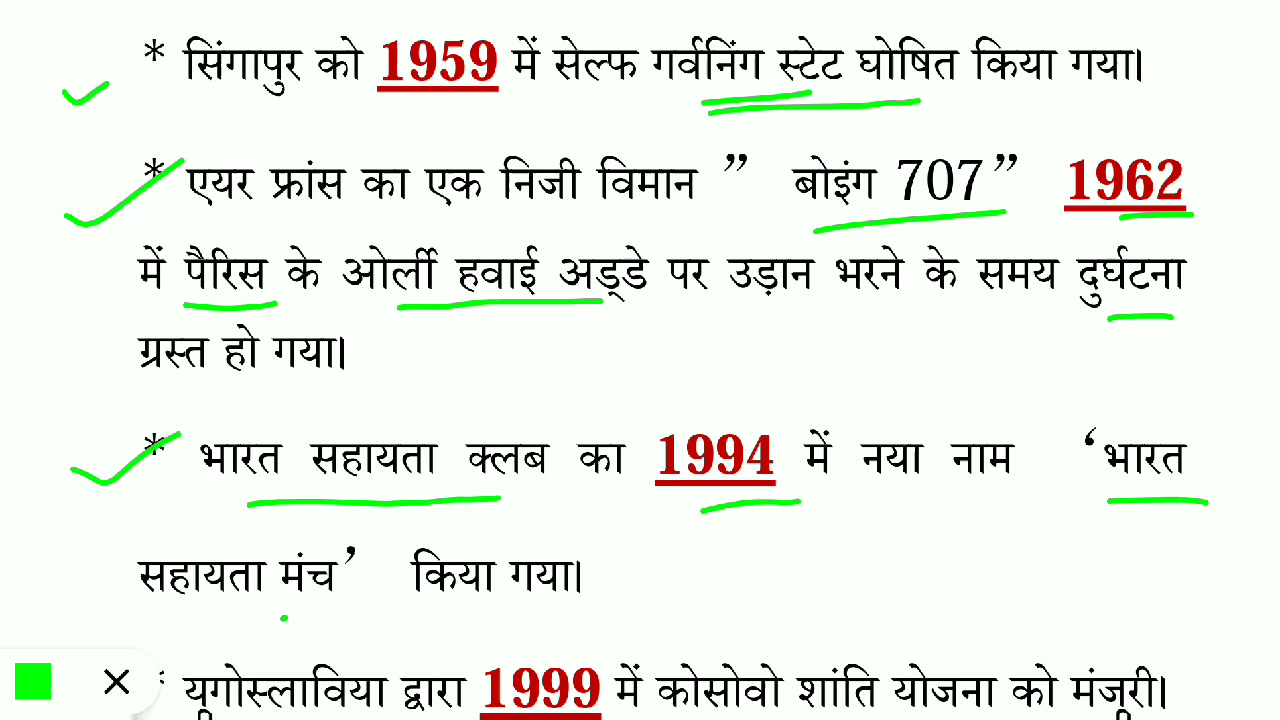 * सिंगापुर को 1959 में सेल्फ गर्वनिंग स्टेट घोषित किया गया।
* एयर फ्रांस का एक निजी विमान ” बोइंग 707” 1962
में पैरिस के ओर्ली हवाई अड्डे पर उड़ान भरने के समय दुर्घटना
ग्रस्त हो गया।
* भारत सहायता क्लब का 1994 में नया नाम ‘भारत
सहायता मंच’ किया गया।
* यूगोस्लाविया द्वारा 1999 में कोसोवो शांति योजना को मंजूरी।